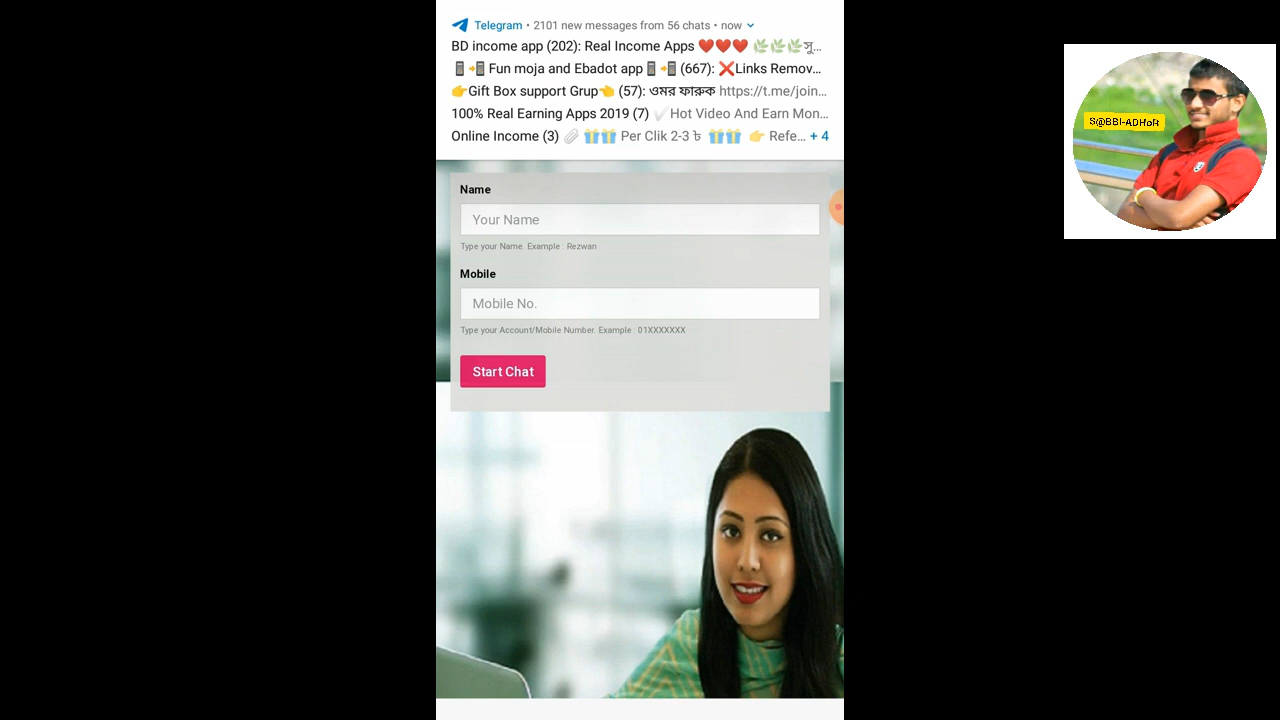 Telegram • 2101 new messages from 56 chats • now
BD income app (202): Real Income Apps ❤️❤️❤️ 🌿🌿🌿সু...
📱📲 Fun moja and Ebadot app📱📲 (667): ❌Links Remov...
👉Gift Box support Grup👈 (57): ওমর ফারুক https://t.me/join...
100% Real Earning Apps 2019 (7) ✔️Hot Video And Earn Mon...
Online Income (3) 📎 🎁🎁 Per Clik 2-3 ৳ 🎁🎁 👉 Refe... + 4
S@BBI-ADHoR
Name
Your Name
Type your Name. Example : Rezwan
Mobile
Mobile No.
Type your Account/Mobile Number. Example : 01XXXXXXX
Start Chat